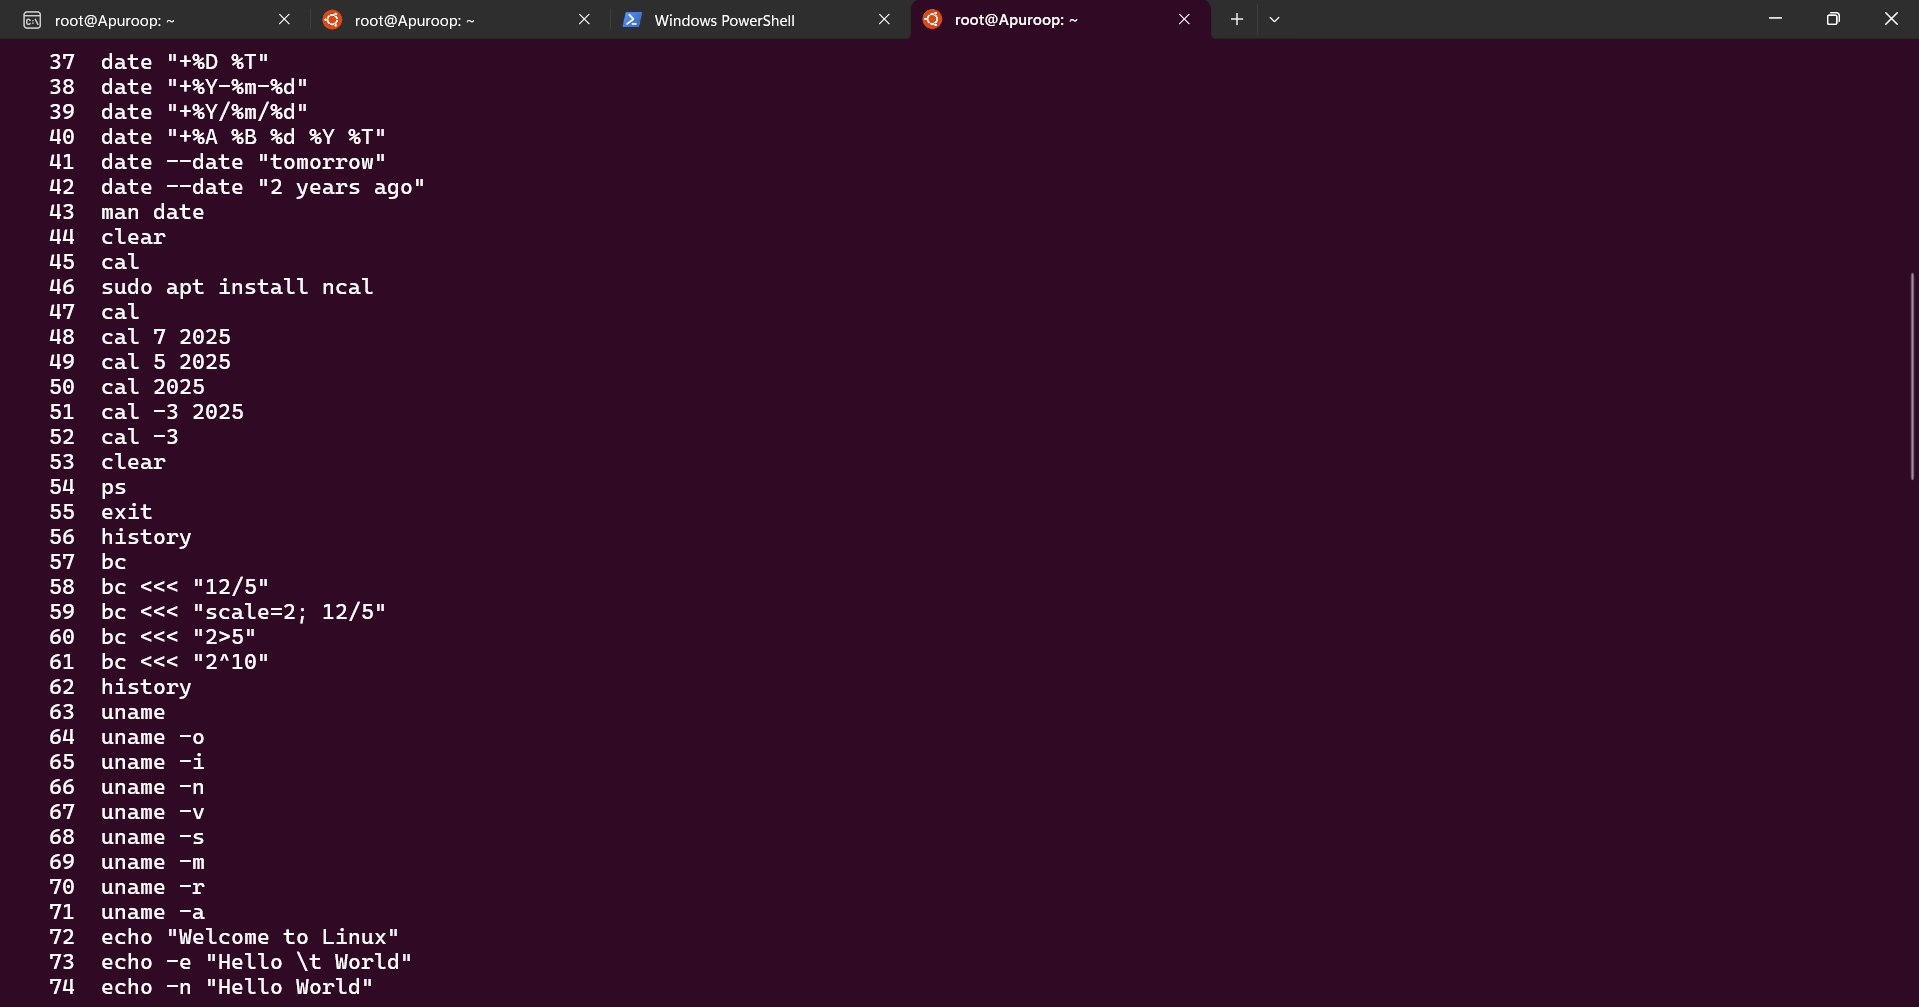 root@Apuroop: ~ root@Apuroop: ~ Windows PowerShell root@Apuroop: ~
37 date "+%D %T"
38 date "+%Y-%m-%d"
39 date "+%Y/%m/%d"
40 date "+%A %B %d %Y %T"
41 date --date "tomorrow"
42 date --date "2 years ago"
43 man date
44 clear
45 cal
46 sudo apt install ncal
47 cal
48 cal 7 2025
49 cal 5 2025
50 cal 2025
51 cal -3 2025
52 cal -3
53 clear
54 ps
55 exit
56 history
57 bc
58 bc <<< "12/5"
59 bc <<< "scale=2; 12/5"
60 bc <<< "2>5"
61 bc <<< "2^10"
62 history
63 uname
64 uname -o
65 uname -i
66 uname -n
67 uname -v
68 uname -s
69 uname -m
70 uname -r
71 uname -a
72 echo "Welcome to Linux"
73 echo -e "Hello \t World"
74 echo -n "Hello World"